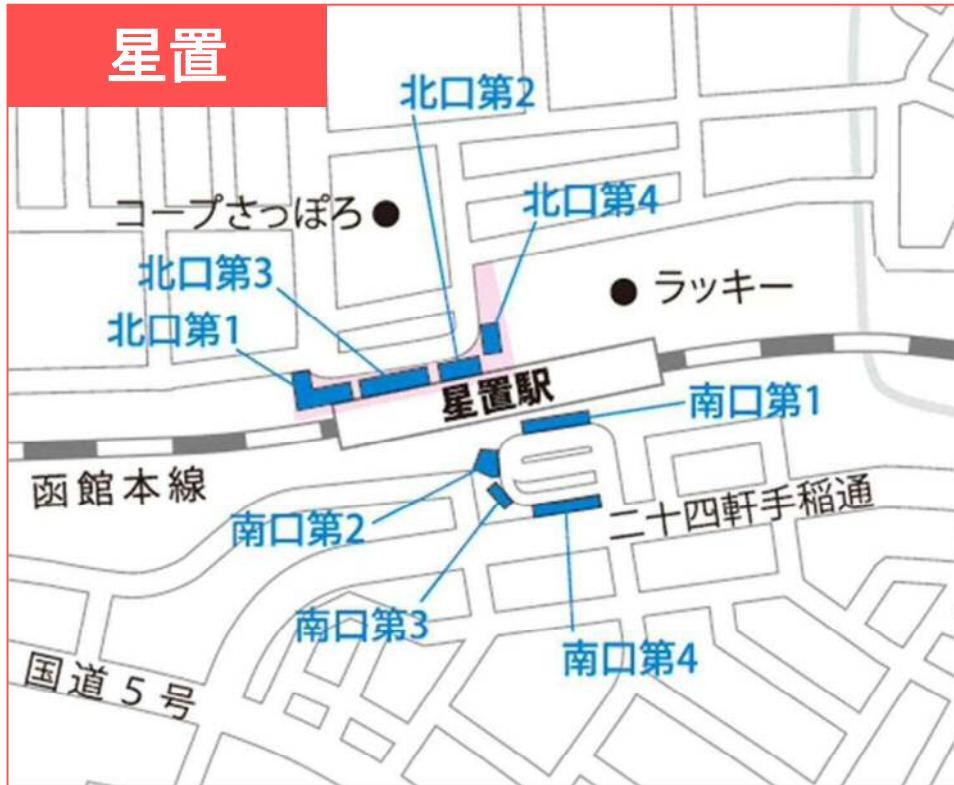 星置
北口第2
コープさっぽろ
北口第4
北口第3
ラッキー
北口第1
星置駅
南口第1
函館本線
二十四軒手稲通
南口第2
南口第3
南口第4
国道5号